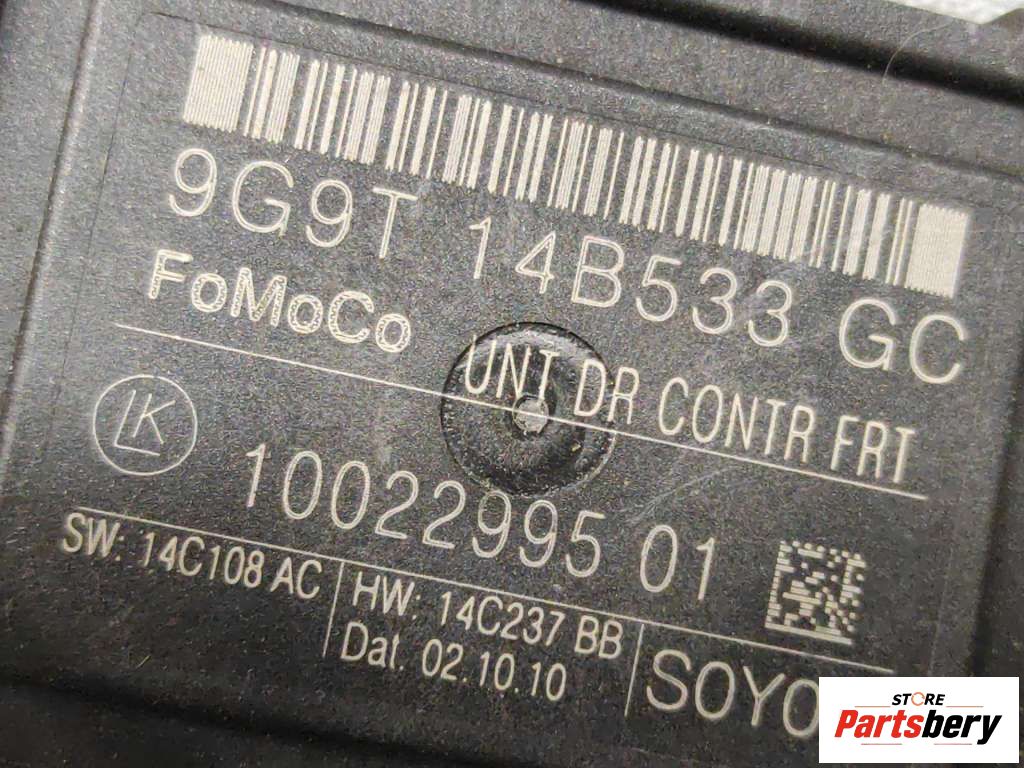 9G9T 14B533 GC
FoMoCo
UNT DR CONTR FRT
LK
10022995 01
SW: 14C108 AC
HW: 14C237 BB
Dat. 02.10.10
STORE
Partsbery